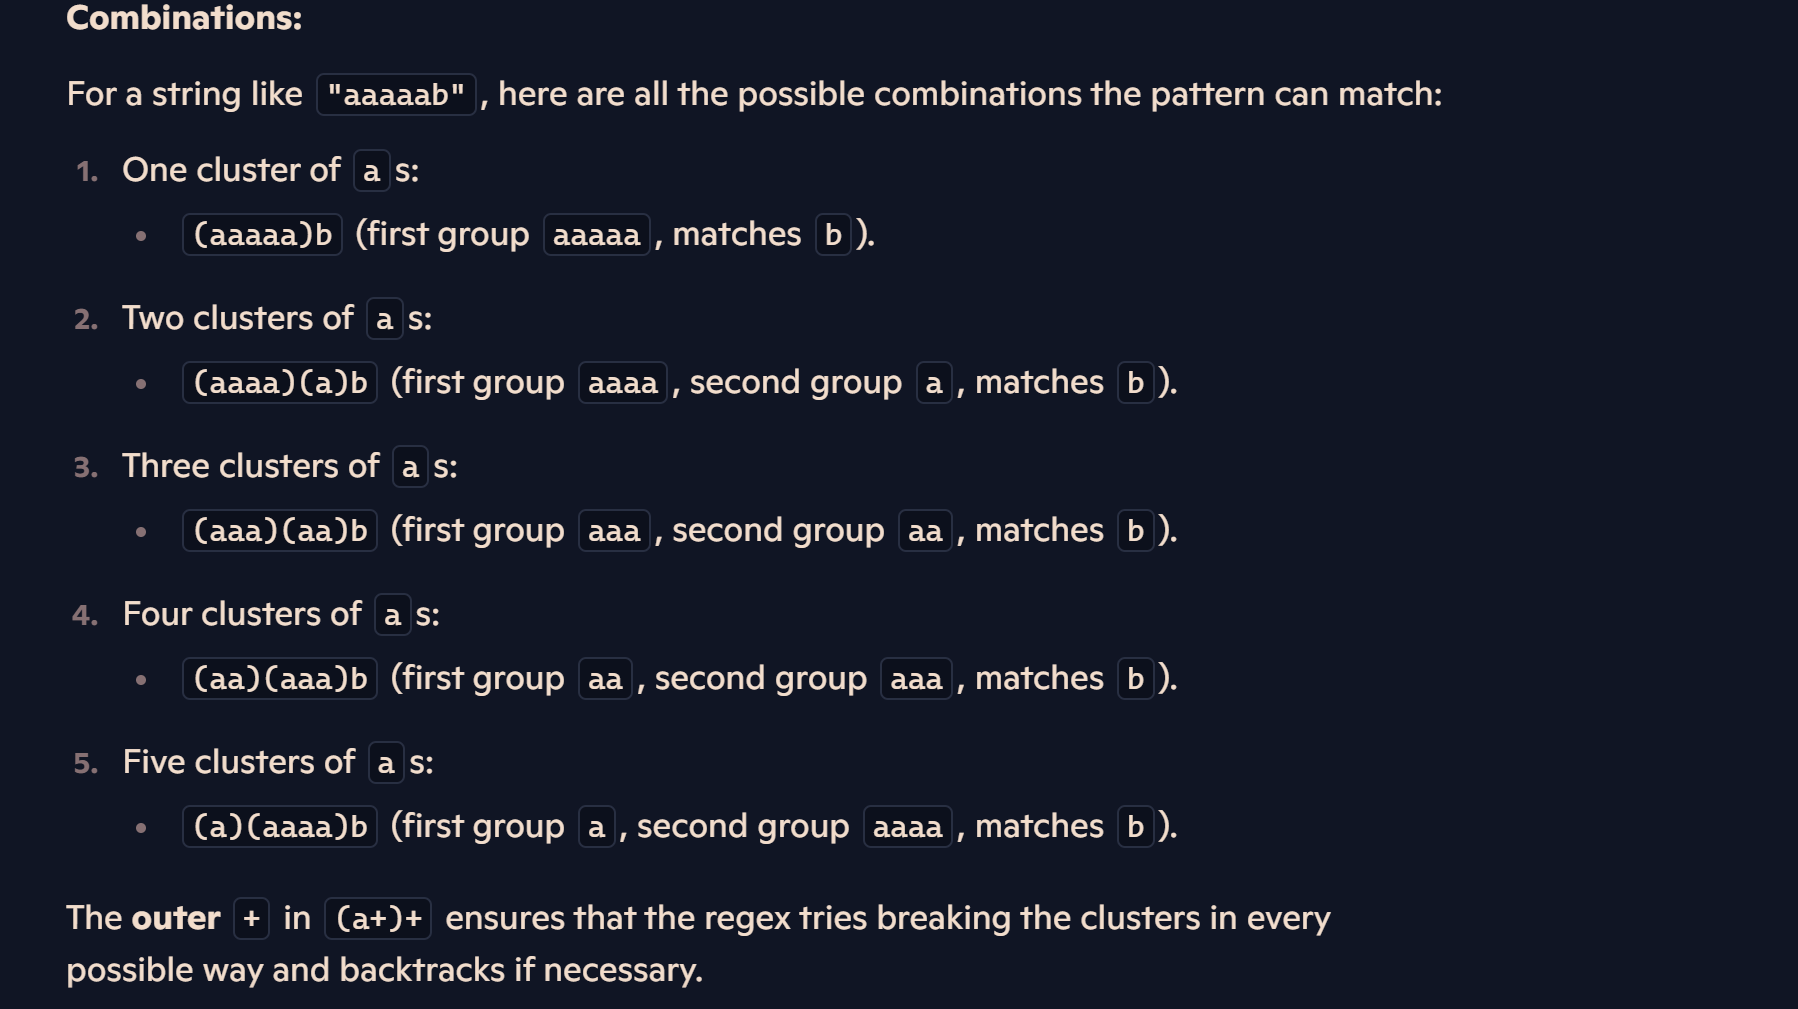 Combinations:
For a string like "aaaaab", here are all the possible combinations the pattern can match:
1. One cluster of a s:
• (aaaaa)b (first group aaaaa, matches b).
2. Two clusters of a s:
• (aaaa)(a)b (first group aaaa, second group a, matches b).
3. Three clusters of a s:
• (aaa)(aa)b (first group aaa, second group aa, matches b).
4. Four clusters of a s:
• (aa)(aaa)b (first group aa, second group aaa, matches b).
5. Five clusters of a s:
• (a)(aaaa)b (first group a, second group aaaa, matches b).
The outer + in (a+)+ ensures that the regex tries breaking the clusters in every
possible way and backtracks if necessary.